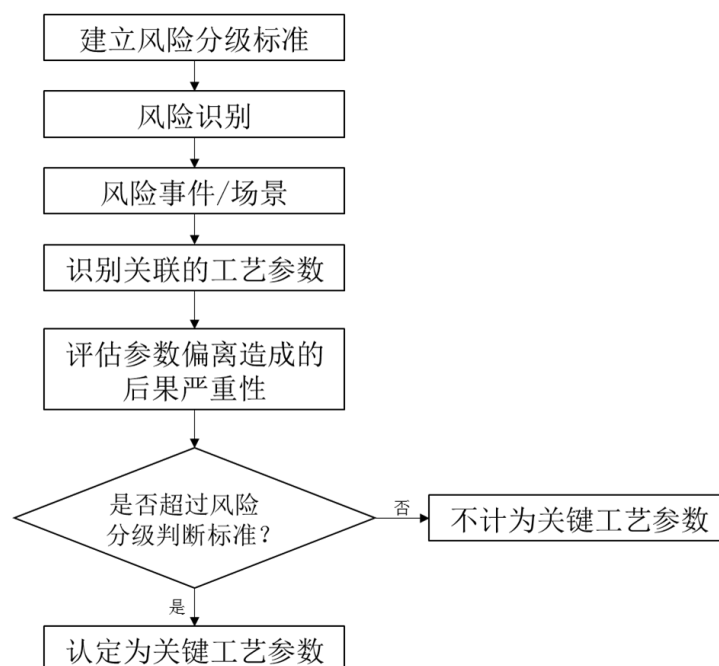 建立风险分级标准
风险识别
风险事件/场景
识别关联的工艺参数
评估参数偏离造成的
后果严重性
是否超过风险
分级判断标准?
否
不计为关键工艺参数
是
认定为关键工艺参数